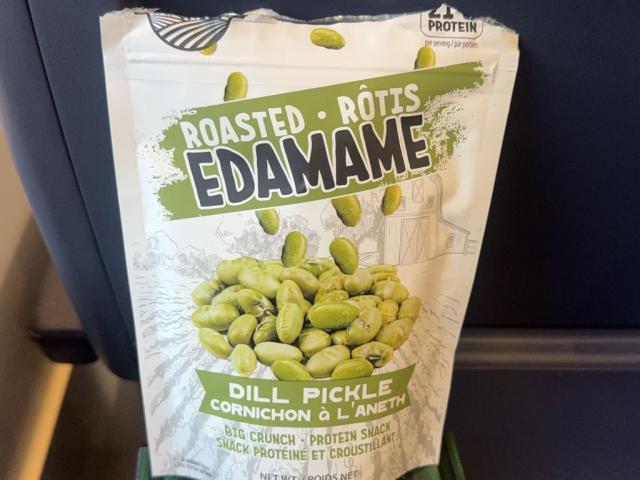 PROTEIN
per serving / par portion
ROASTED · RÔTIS
EDAMAME
DILL PICKLE
CORNICHON à L'ANETH
BIG CRUNCH · PROTEIN SNACK
SNACK PROTÉINÉ ET CROUSTILLANT
NET WT. / POIDS NET